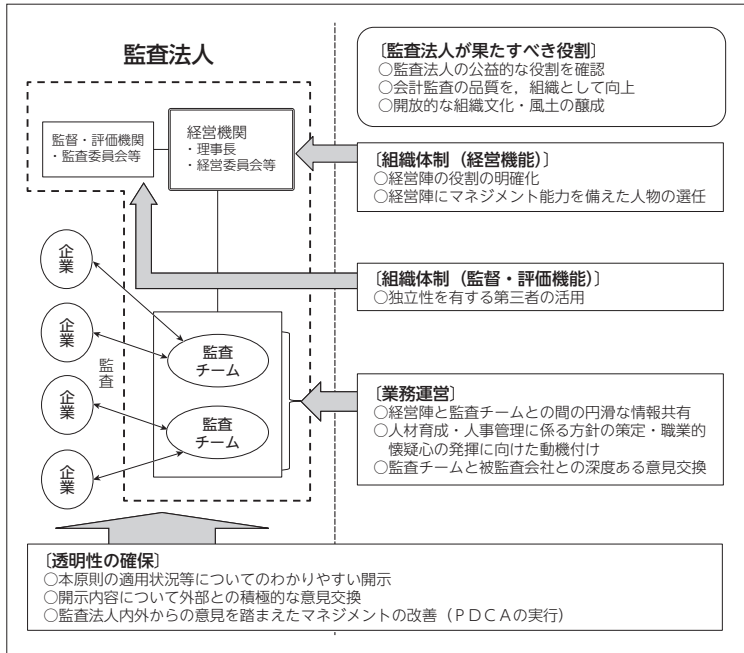 監査法人
監督・評価機関
・監査委員会等
経営機関
・理事長
・経営委員会等
企業
企業
企業
企業
監査
監査
チーム
監査
チーム
〔監査法人が果たすべき役割〕
○監査法人の公益的な役割を確認
○会計監査の品質を，組織として向上
○開放的な組織文化・風土の醸成
〔組織体制（経営機能）〕
○経営陣の役割の明確化
○経営陣にマネジメント能力を備えた人物の選任
〔組織体制（監督・評価機能）〕
○独立性を有する第三者の活用
〔業務運営〕
○経営陣と監査チームとの間の円滑な情報共有
○人材育成・人事管理に係る方針の策定・職業的
懐疑心の発揮に向けた動機付け
○監査チームと被監査会社との深度ある意見交換
〔透明性の確保〕
○本原則の適用状況等についてのわかりやすい開示
○開示内容について外部との積極的な意見交換
○監査法人内外からの意見を踏まえたマネジメントの改善（ＰＤＣＡの実行）